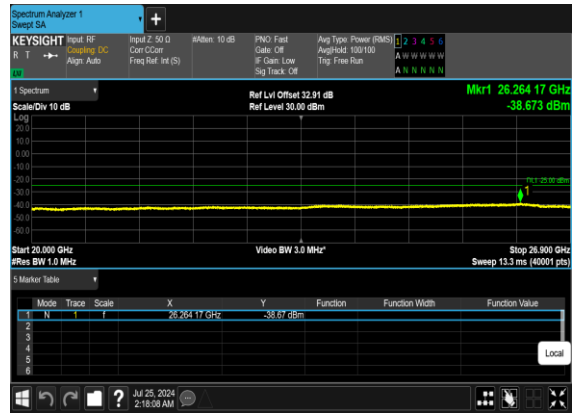 Spectrum Analyzer 1
Swept SA
+
KEYSIGHT Input: RF Input Z: 50 Ω #Atten: 10 dB PNO: Fast Avg Type: Power (RMS) 1 2 3 4 5 6
R T Coupling: DC Corr CCorr Gate: Off Avg|Hold: 100/100 A W W W W W
Align: Auto Freq Ref: Int (S) IF Gain: Low Trig: Free Run
Sig Track: Off A N N N N N
1 Spectrum Ref Lvl Offset 32.91 dB Mkr1 26.264 17 GHz
Scale/Div 10 dB Ref Level 30.00 dBm -38.673 dBm
Log
20.0
10.0
0.00
-10.0
-20.0
DL1 -25.00 dBm
-30.0
1
-40.0
-50.0
-60.0
Start 20.000 GHz Video BW 3.0 MHz* Stop 26.900 GHz
#Res BW 1.0 MHz Sweep 13.3 ms (40001 pts)
5 Marker Table
Mode Trace Scale X Y Function Function Width Function Value
1 N 1 f 26.264 17 GHz -38.67 dBm
2
3
4
5
6
Local
? Jul 25, 2024
2:18:08 AM